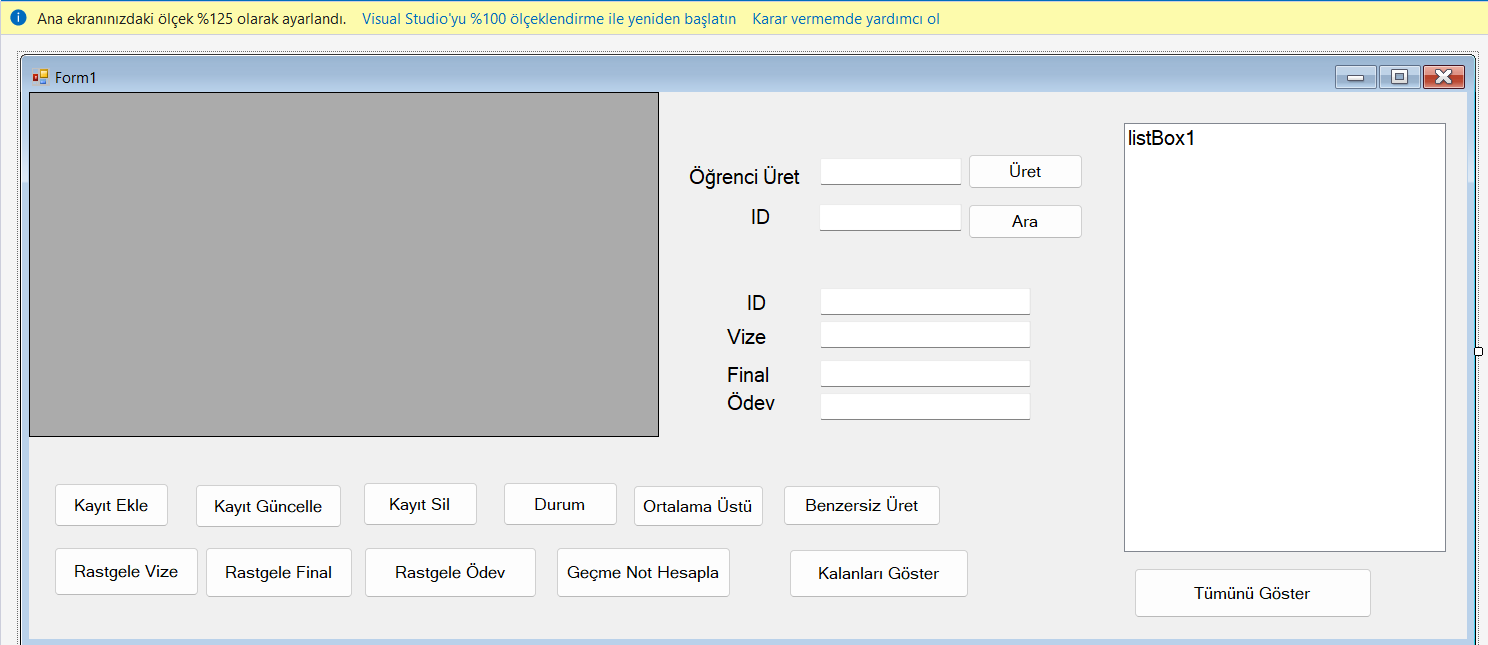 Ana ekranınızdaki ölçek %125 olarak ayarlandı. Visual Studio'yu %100 ölçeklendirme ile yeniden başlatın Karar vermemde yardımcı ol
Form1
listBox1
Öğrenci Üret Üret
ID Ara
ID
Vize
Final
Ödev
Kayıt Ekle Kayıt Güncelle Kayıt Sil Durum Ortalama Üstü Benzersiz Üret
Rastgele Vize Rastgele Final Rastgele Ödev Geçme Not Hesapla Kalanları Göster
Tümünü Göster